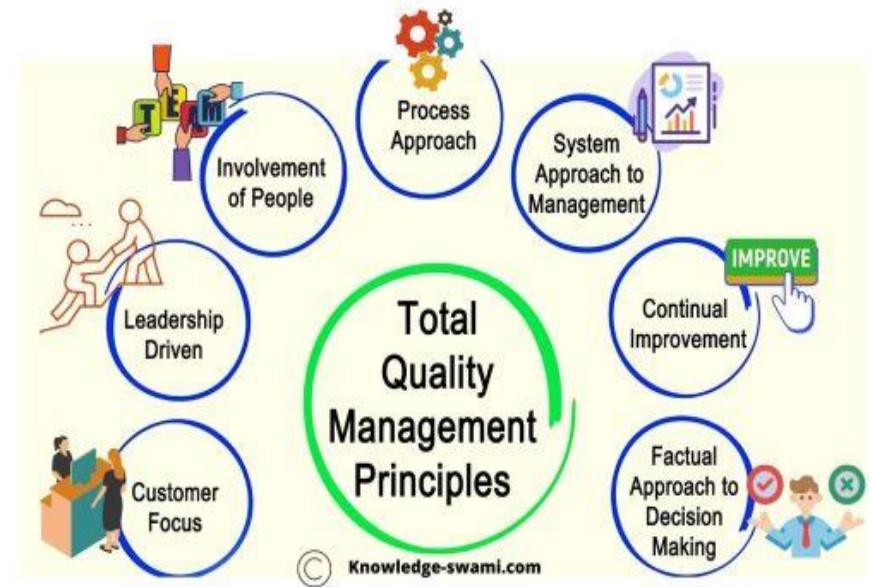 TEAM
Process
Approach
Involvement
of People
System
Approach to
Management
IMPROVE
Leadership
Driven
Total
Quality
Management
Principles
Continual
Improvement
Customer
Focus
Factual
Approach to
Decision
Making
© Knowledge-swami.com